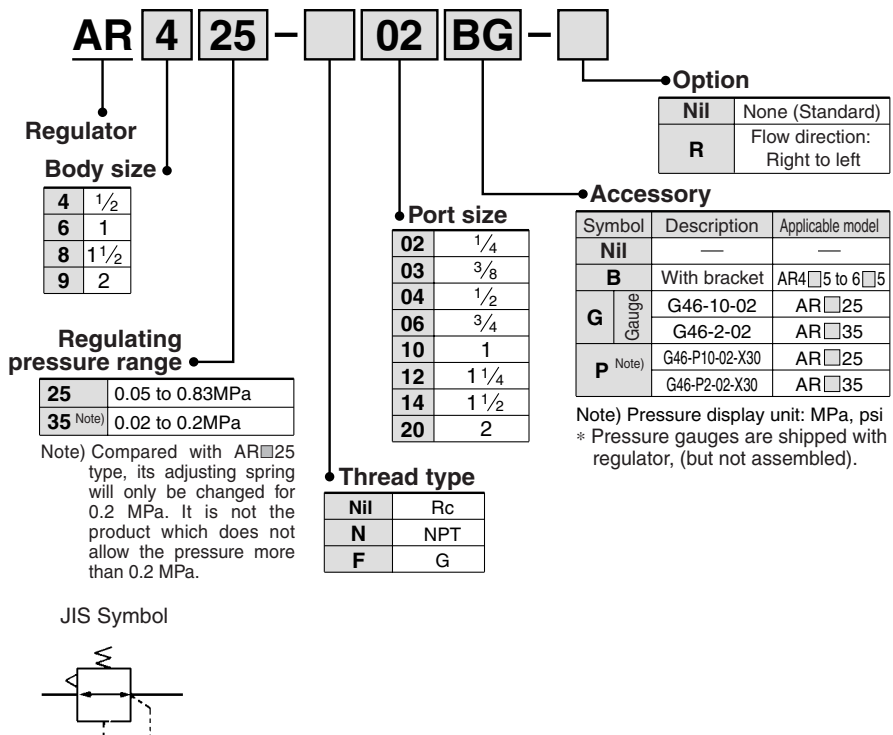 AR 4 25 – 02 BG –
Option
Nil None (Standard)
R Flow direction: Right to left
Regulator
Body size
4 1/2
6 1
8 1 1/2
9 2
Accessory
Symbol Description Applicable model
Nil — —
B With bracket AR4□5 to 6□5
G Gauge G46-10-02 AR□25
G46-2-02 AR□35
P Note) G46-P10-02-X30 AR□25
G46-P2-02-X30 AR□35
Note) Pressure display unit: MPa, psi
* Pressure gauges are shipped with
regulator, (but not assembled).
Port size
02 1/4
03 3/8
04 1/2
06 3/4
10 1
12 1 1/4
14 1 1/2
20 2
Regulating
pressure range
25 0.05 to 0.83MPa
35 Note) 0.02 to 0.2MPa
Note) Compared with AR■25
type, its adjusting spring
will only be changed for
0.2 MPa. It is not the
product which does not
allow the pressure more
than 0.2 MPa.
Thread type
Nil Rc
N NPT
F G
JIS Symbol